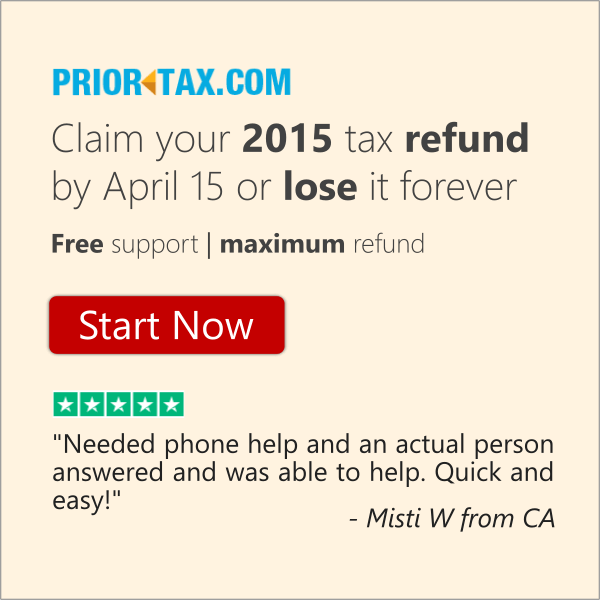 PRIOR TAX.COM
Claim your 2015 tax refund
by April 15 or lose it forever
Free support | maximum refund
Start Now
"Needed phone help and an actual person
answered and was able to help. Quick and
easy!"
- Misti W from CA